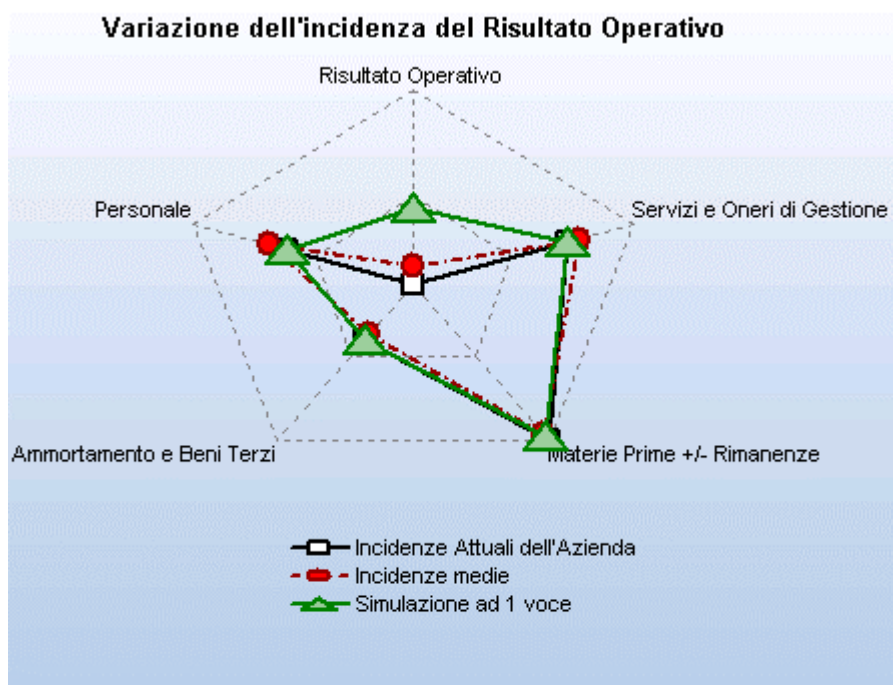 Variazione dell'incidenza del Risultato Operativo
Risultato Operativo
Personale
Servizi e Oneri di Gestione
Ammortamento e Beni Terzi
Materie Prime +/- Rimanenze
Incidenze Attuali dell'Azienda
Incidenze medie
Simulazione ad 1 voce